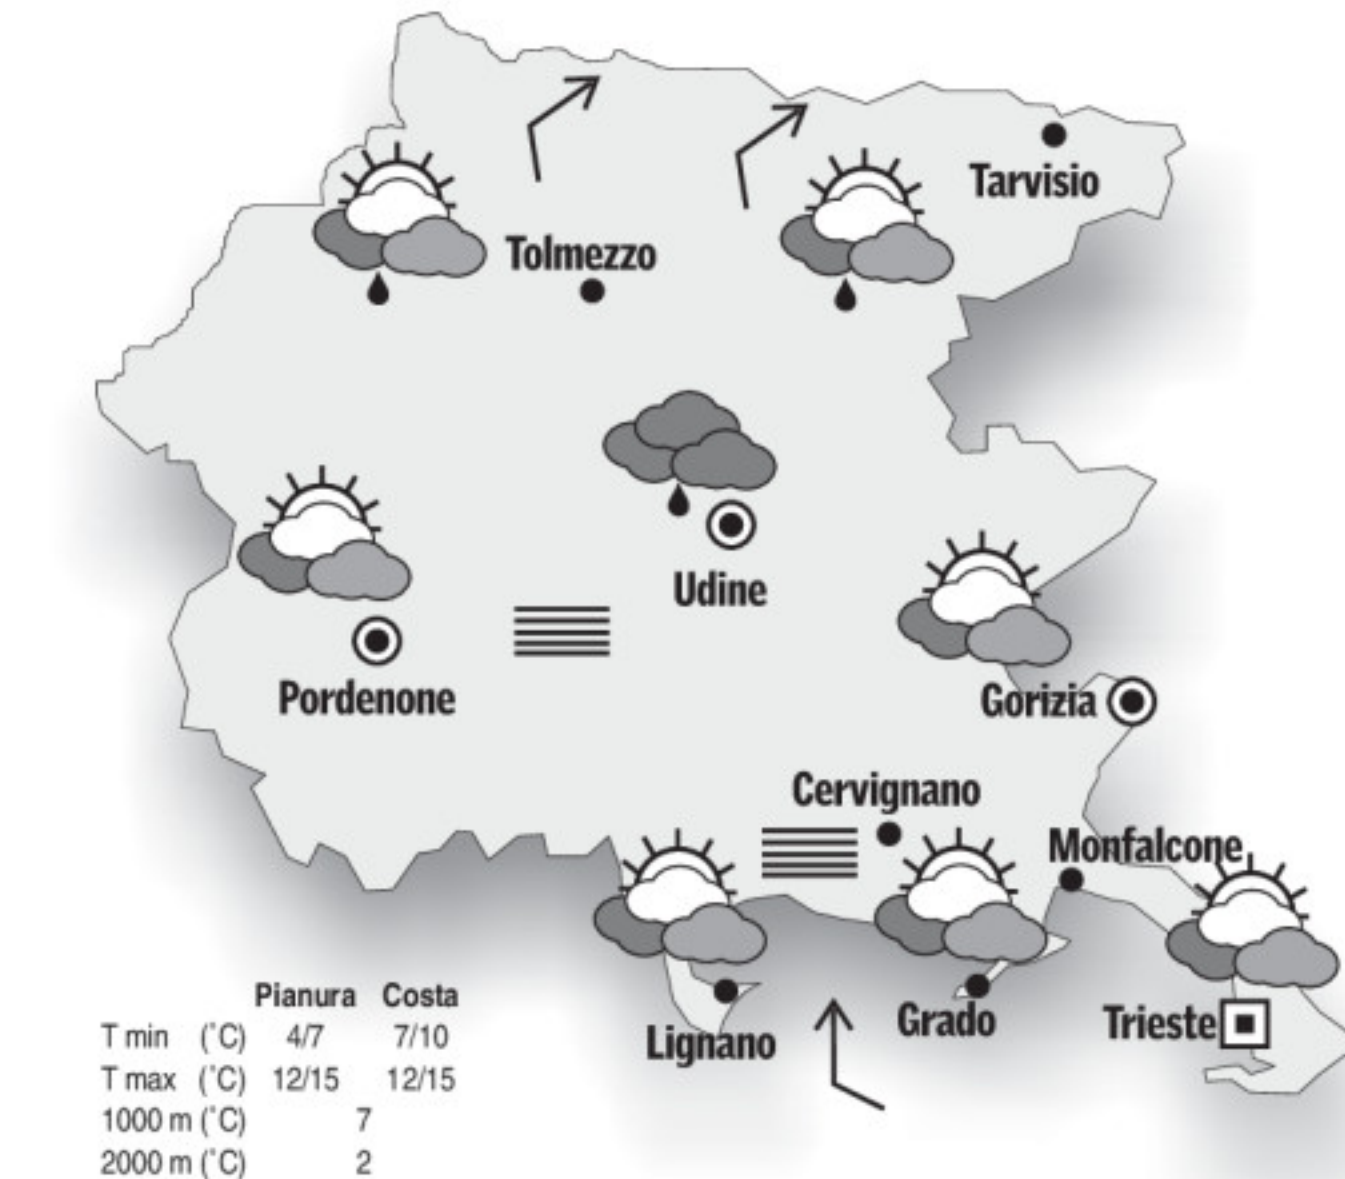 Tarvisio
Tolmezzo
Udine
Pordenone
Gorizia
Cervignano
Monfalcone
Grado
Trieste
Lignano
Pianura Costa
T min (°C) 4/7 7/10
T max (°C) 12/15 12/15
1000 m (°C) 7
2000 m (°C) 2